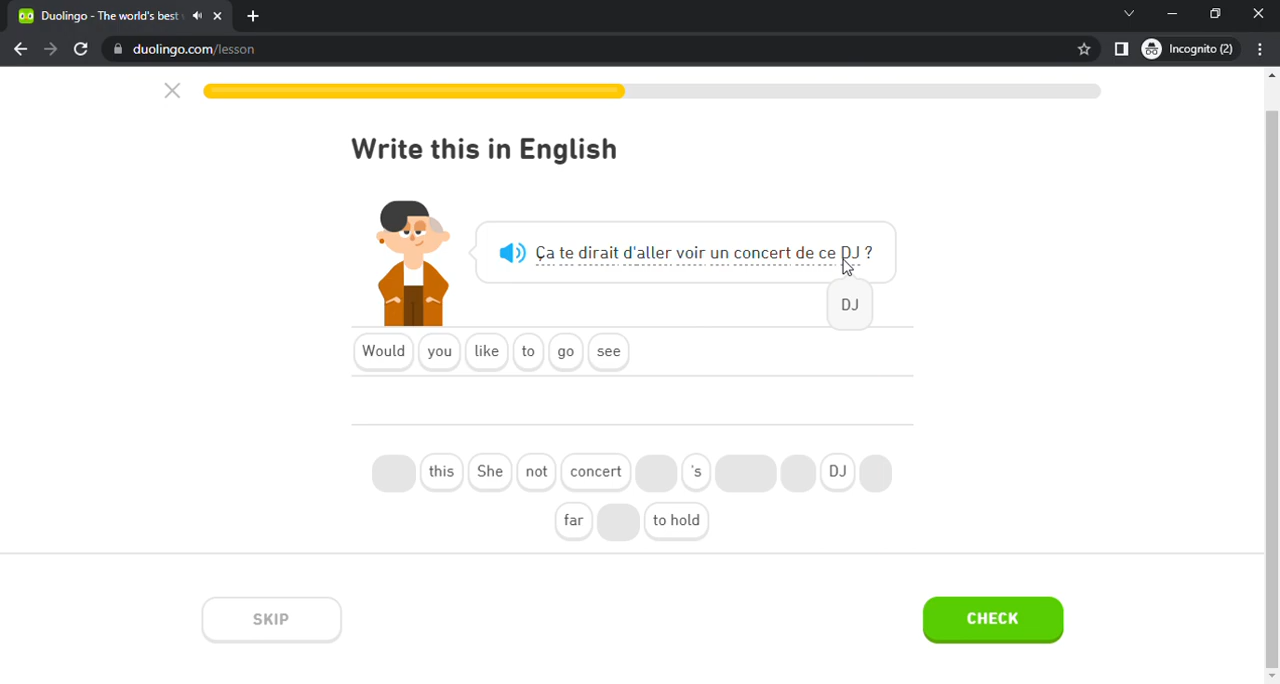 Duolingo - The world's best
duolingo.com/lesson
Incognito (2)
Write this in English
Ça te dirait d'aller voir un concert de ce DJ ?
DJ
Would you like to go see
this She not concert 's DJ
far to hold
SKIP
CHECK